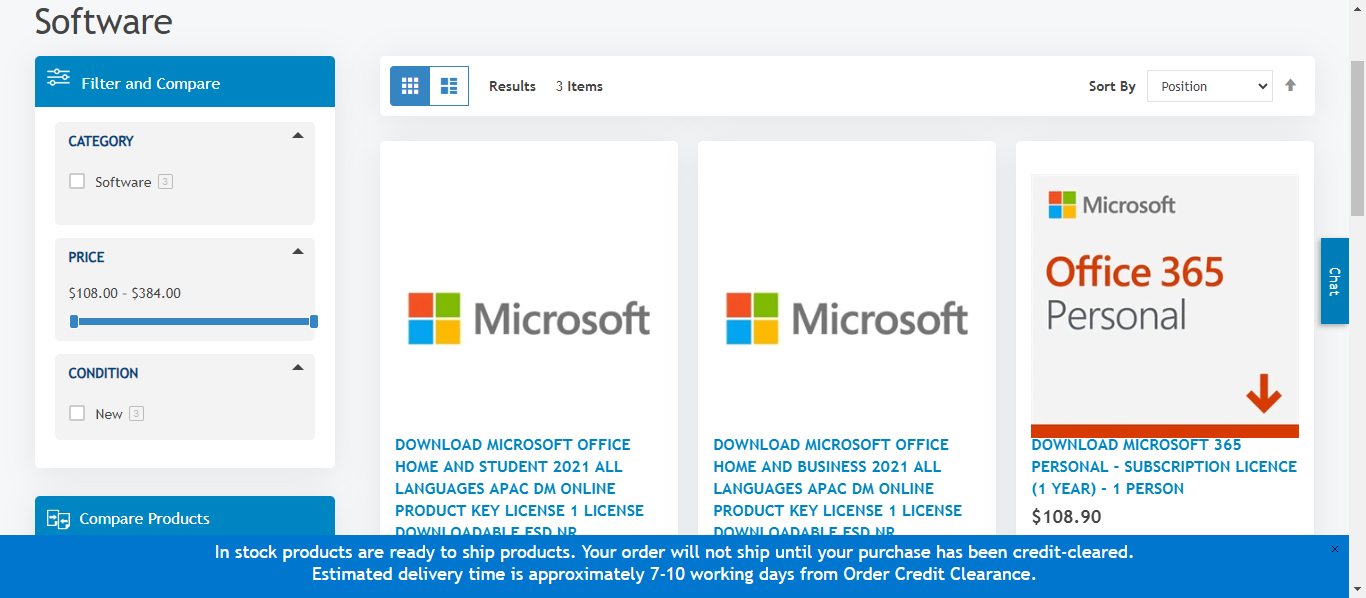 Software
Filter and Compare
CATEGORY
Software 3
PRICE
$108.00 - $384.00
CONDITION
New 3
Compare Products
Results 3 Items
Sort By Position
Microsoft
DOWNLOAD MICROSOFT OFFICE
HOME AND STUDENT 2021 ALL
LANGUAGES APAC DM ONLINE
PRODUCT KEY LICENSE 1 LICENSE
DOWNLOADABLE ESD NR
Microsoft
DOWNLOAD MICROSOFT OFFICE
HOME AND BUSINESS 2021 ALL
LANGUAGES APAC DM ONLINE
PRODUCT KEY LICENSE 1 LICENSE
DOWNLOADABLE ESD NR
Microsoft
Office 365
Personal
DOWNLOAD MICROSOFT 365
PERSONAL - SUBSCRIPTION LICENCE
(1 YEAR) - 1 PERSON
$108.90
Chat
In stock products are ready to ship products. Your order will not ship until your purchase has been credit-cleared.
Estimated delivery time is approximately 7-10 working days from Order Credit Clearance.